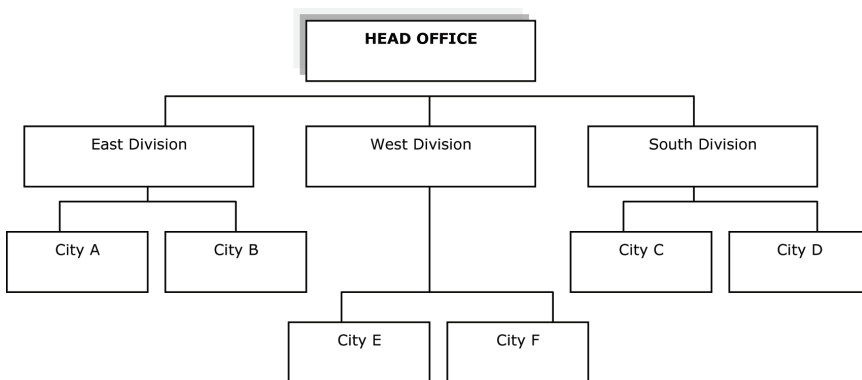 HEAD OFFICE
East Division
West Division
South Division
City A
City B
City C
City D
City E
City F